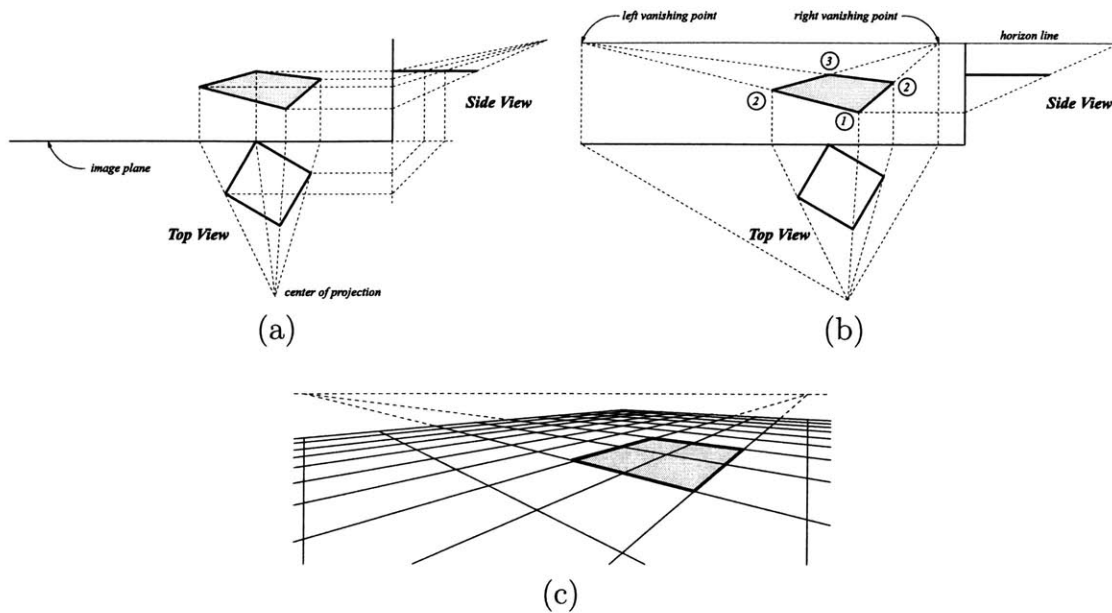 Side View
image plane
Top View
center of projection
(a)
left vanishing point
right vanishing point
horizon line
3
2
2
1
Side View
Top View
(b)
(c)